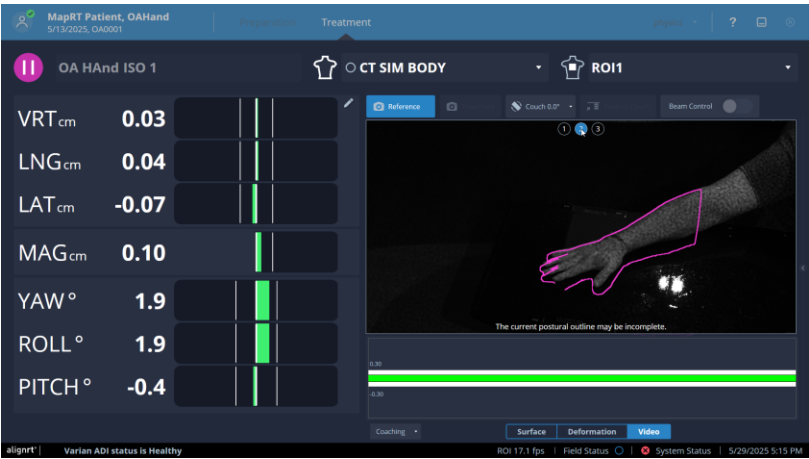 MapRT Patient, OAHand
5/13/2025, OA0001
Preparation
Treatment
?
OA HAnd ISO 1
CT SIM BODY
ROI1
VRT cm 0.03
LNG cm 0.04
LAT cm -0.07
MAG cm 0.10
YAW ° 1.9
ROLL ° 1.9
PITCH ° -0.4
Reference
Couch 0.0°
Beam Control
1 2 3
The current postural outline may be incomplete.
0.30
-0.30
Coaching
Surface Deformation Video
alignrt® Varian ADI status is Healthy
ROI 17.1 fps | Field Status | System Status | 5/29/2025 5:15 PM